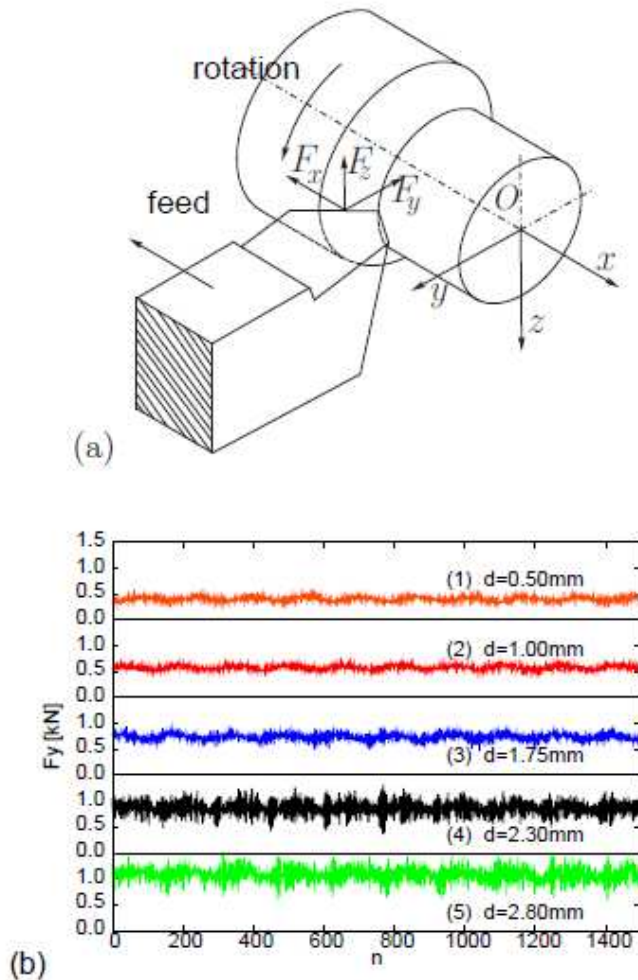 rotation
F_x F_z F_y
feed
O
x
y
z
(a)
1.5
1.0
0.5
0.0
(1) d=0.50mm
1.0
0.5
0.0
(2) d=1.00mm
1.0
0.5
0.0
(3) d=1.75mm
1.0
0.5
0.0
(4) d=2.30mm
1.0
0.5
0.0
(5) d=2.80mm
Fy [kN]
0 200 400 600 800 1000 1200 1400
n
(b)